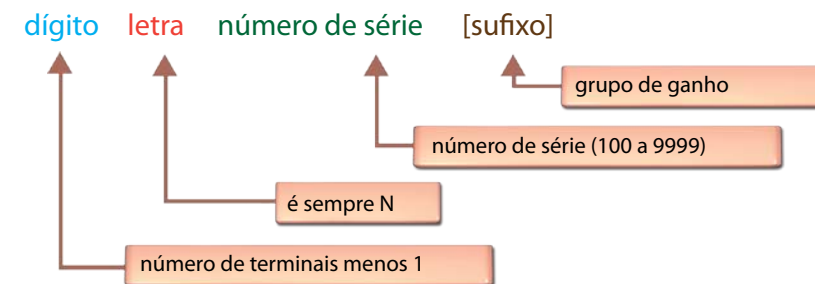 dígito letra número de série [sufixo]
grupo de ganho
número de série (100 a 9999)
é sempre N
número de terminais menos 1